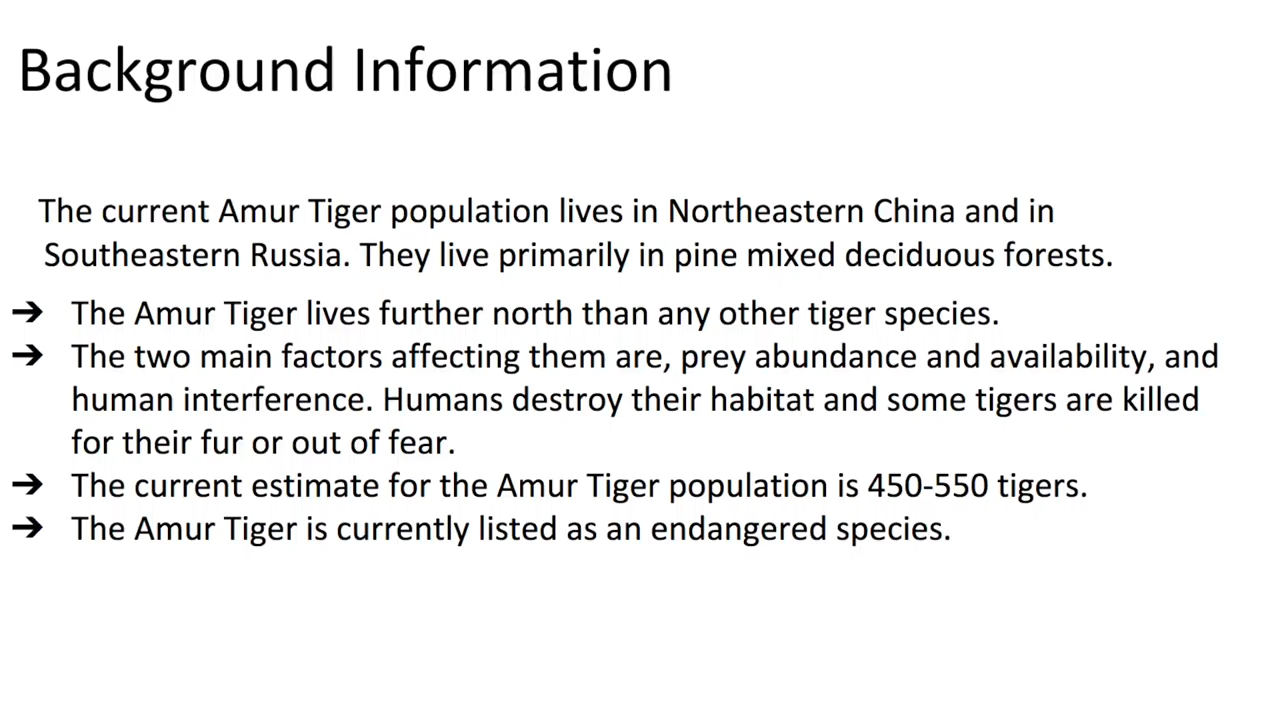 Background Information
The current Amur Tiger population lives in Northeastern China and in
Southeastern Russia. They live primarily in pine mixed deciduous forests.
➔ The Amur Tiger lives further north than any other tiger species.
➔ The two main factors affecting them are, prey abundance and availability, and
human interference. Humans destroy their habitat and some tigers are killed
for their fur or out of fear.
➔ The current estimate for the Amur Tiger population is 450-550 tigers.
➔ The Amur Tiger is currently listed as an endangered species.